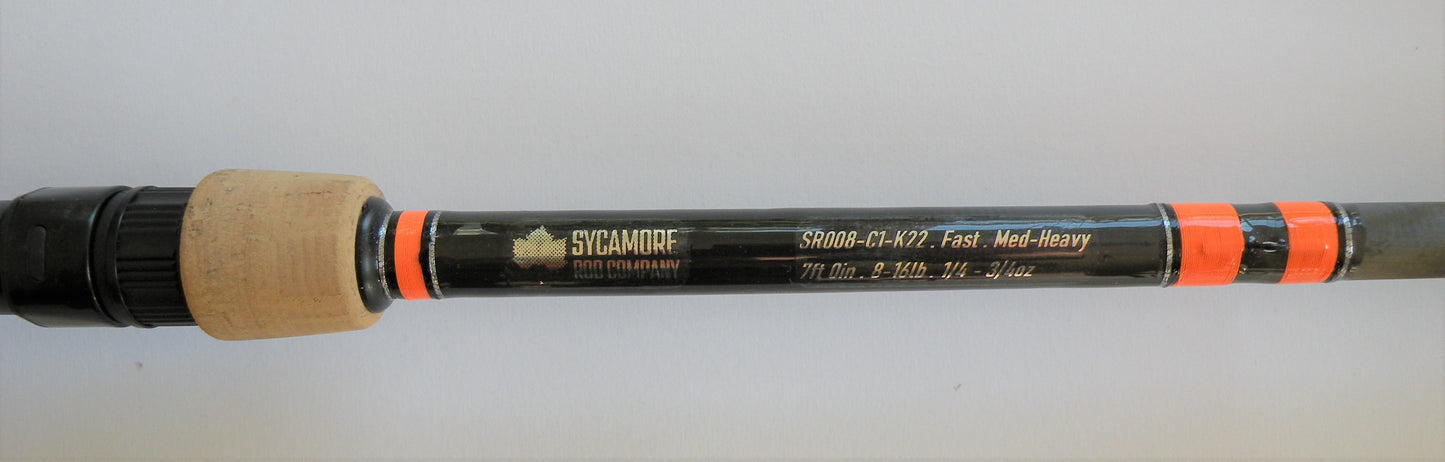 SYCAMORE
ROD COMPANY
SR008-C1-K22 . Fast . Med-Heavy
7ft 0in . 8-16lb . 1/4 - 3/4oz